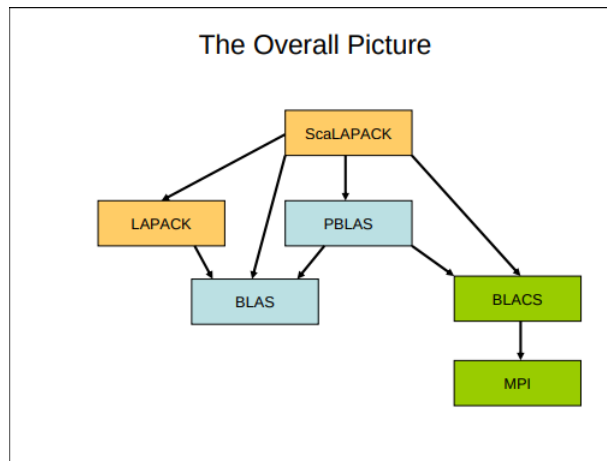 The Overall Picture
ScaLAPACK
LAPACK
PBLAS
BLAS
BLACS
MPI